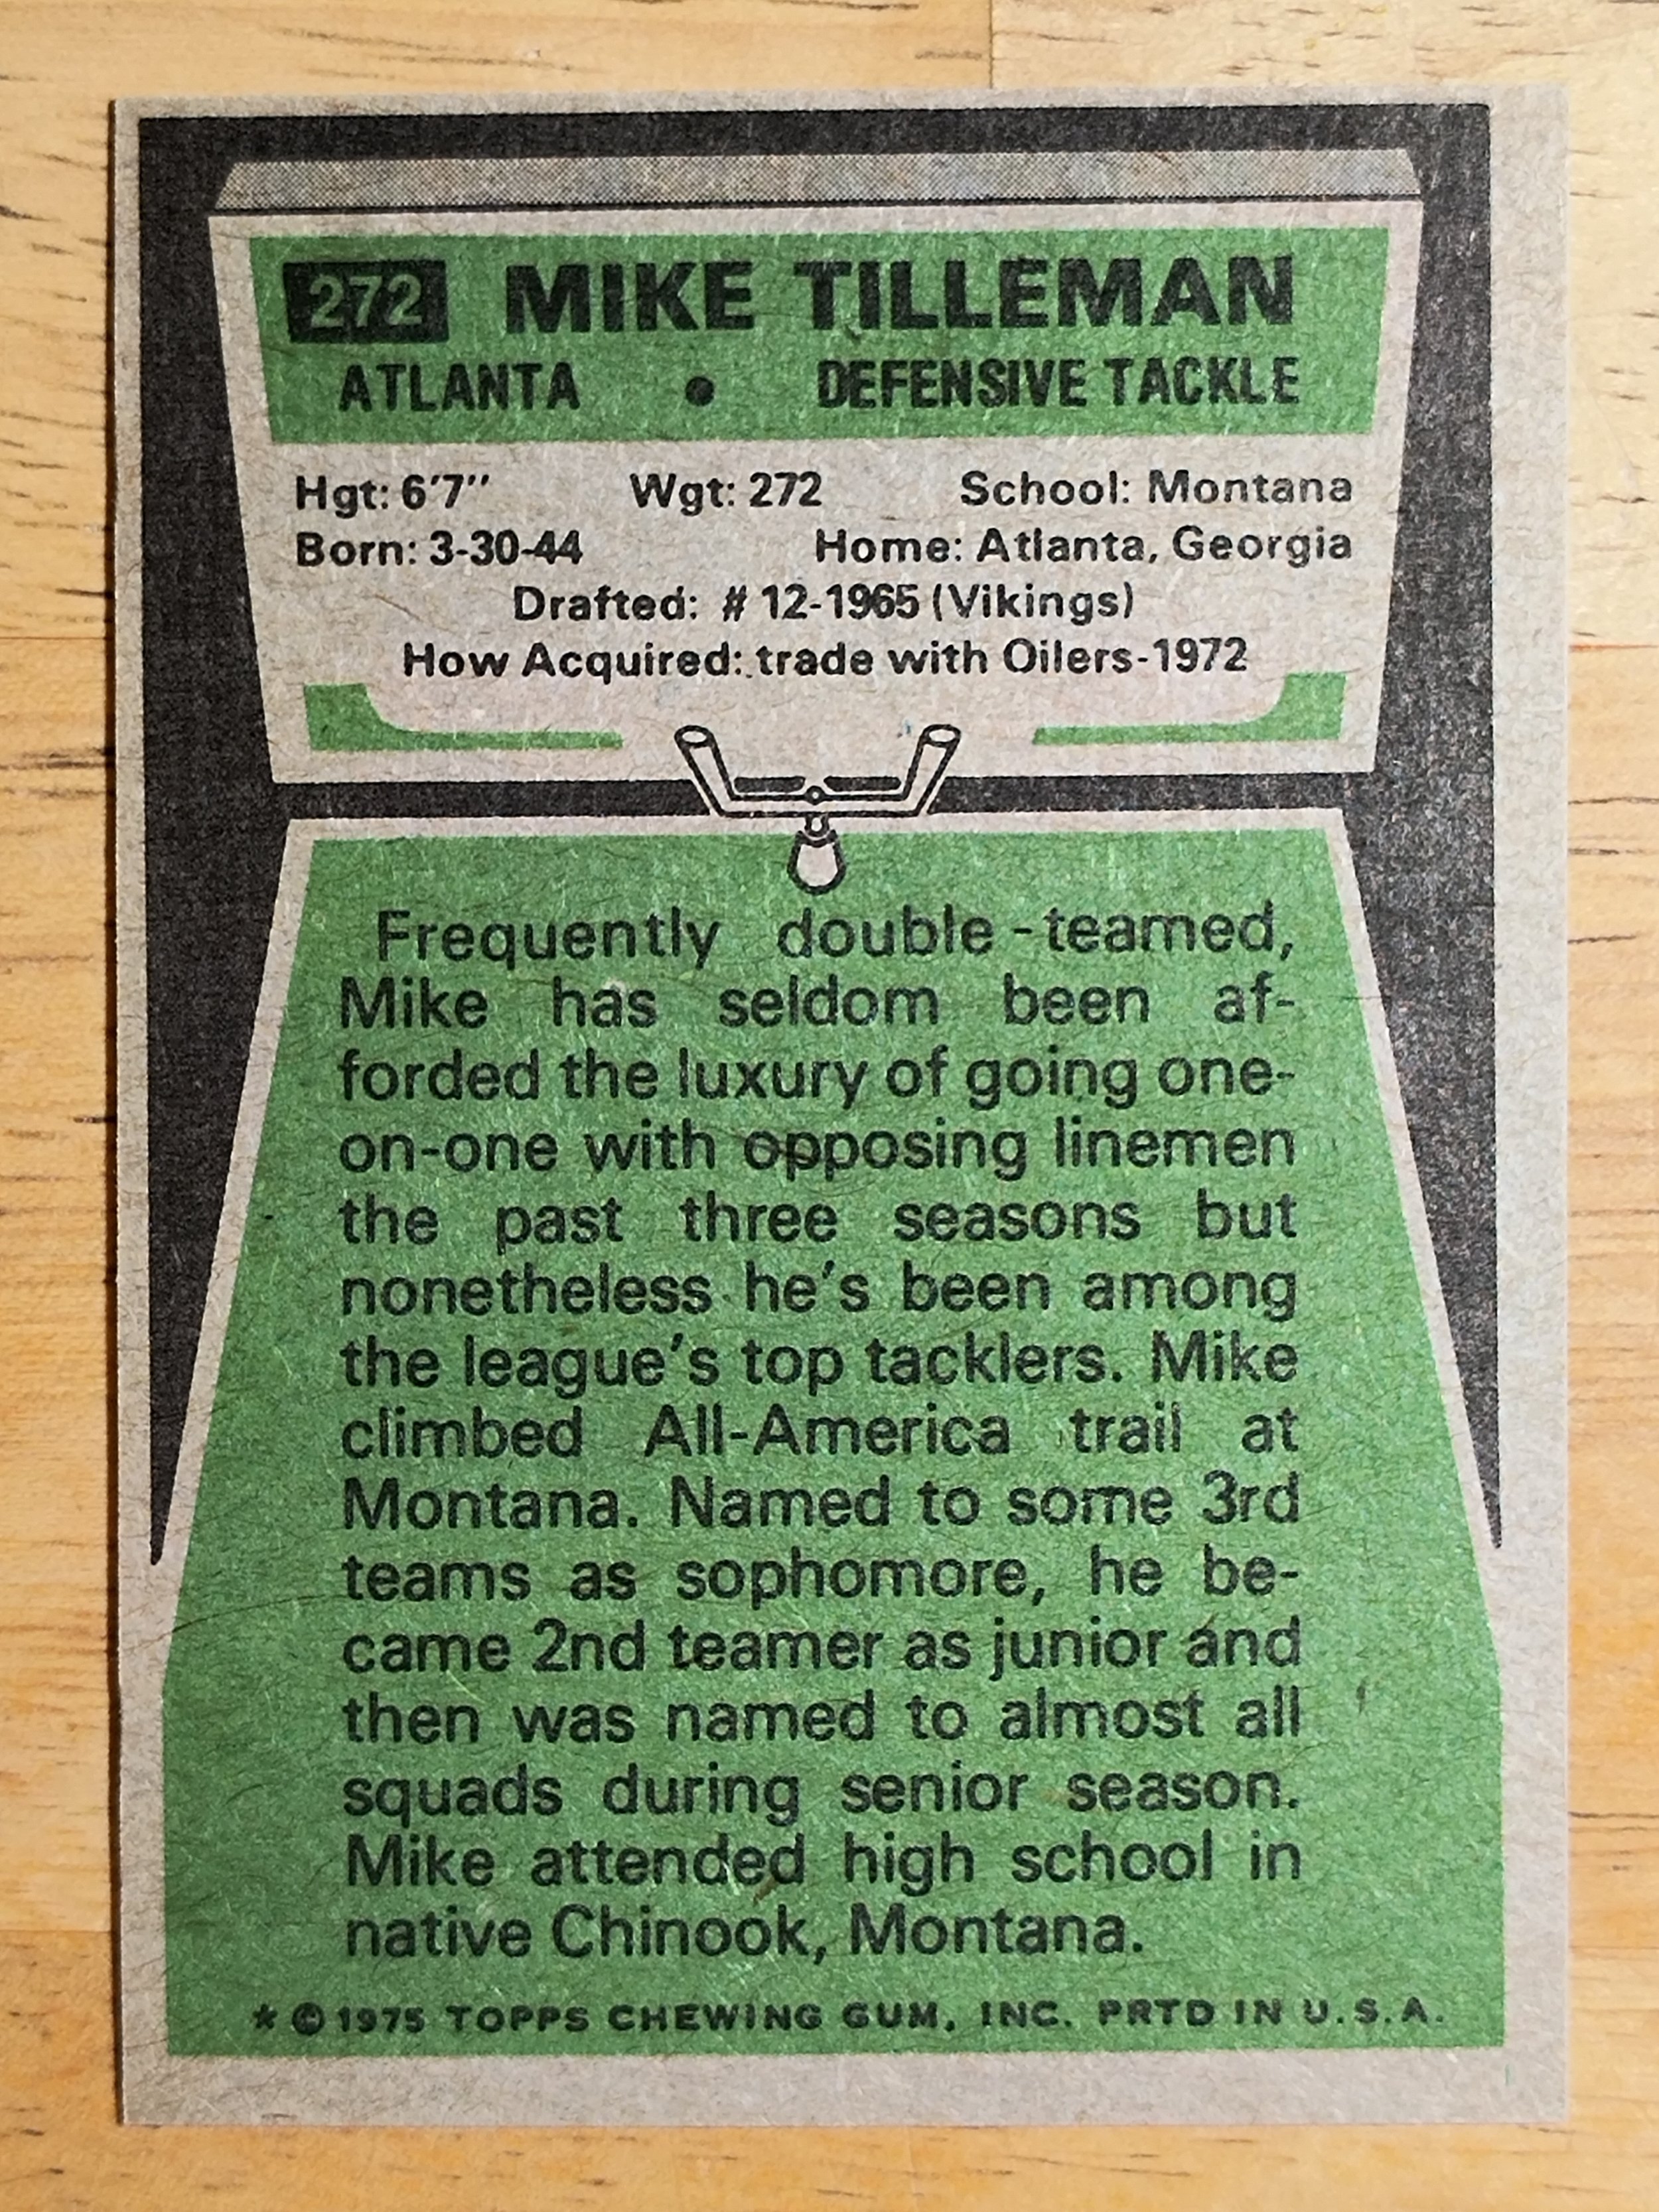 272 MIKE TILLEMAN
ATLANTA • DEFENSIVE TACKLE
Hgt: 6'7" Wgt: 272 School: Montana
Born: 3-30-44 Home: Atlanta, Georgia
Drafted: # 12-1965 (Vikings)
How Acquired: trade with Oilers-1972
Frequently double-teamed,
Mike has seldom been af-
forded the luxury of going one-
on-one with opposing linemen
the past three seasons but
nonetheless he's been among
the league's top tacklers. Mike
climbed All-America trail at
Montana. Named to some 3rd
teams as sophomore, he be-
came 2nd teamer as junior and
then was named to almost all
squads during senior season.
Mike attended high school in
native Chinook, Montana.
* © 1975 TOPPS CHEWING GUM, INC. PRTD IN U.S.A.